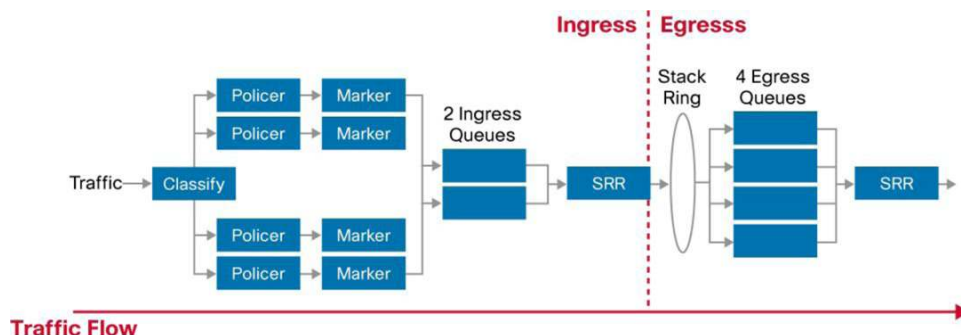 Ingress
Egresss
Stack
Ring
4 Egress
Queues
Policer
Marker
2 Ingress
Queues
Policer
Marker
Traffic
Classify
SRR
SRR
Policer
Marker
Policer
Marker
Traffic Flow